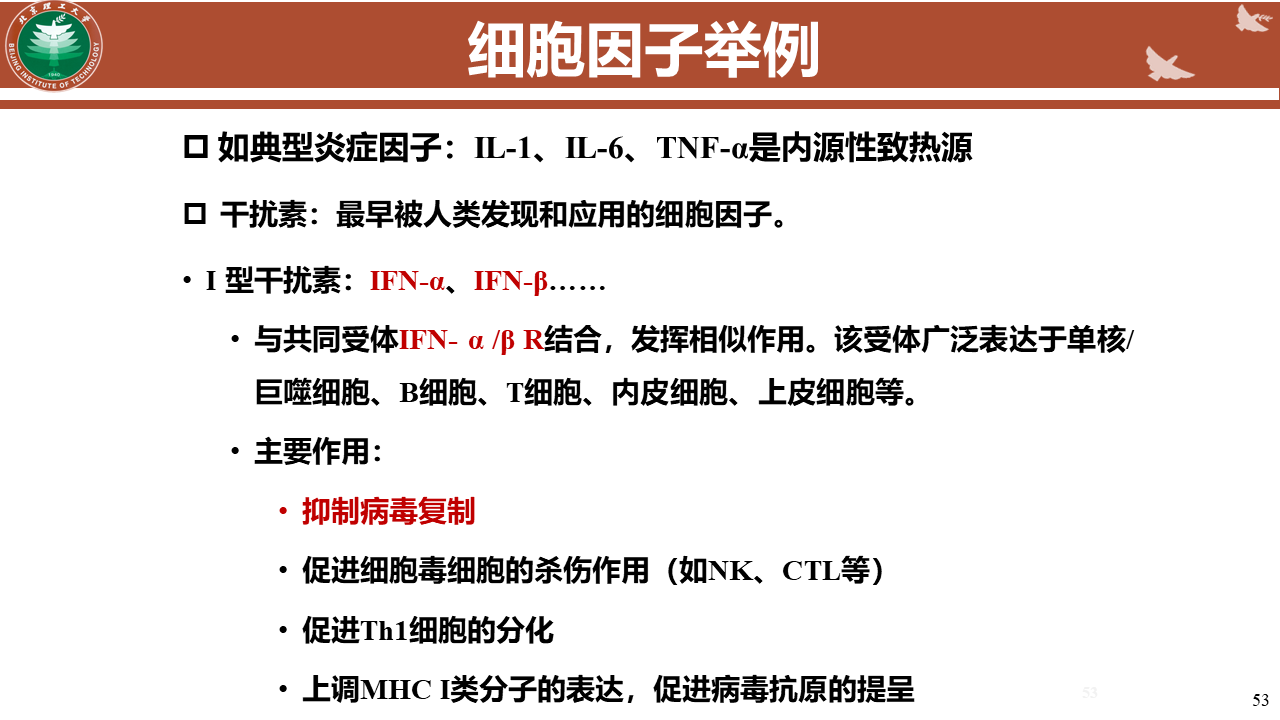 北京理工大学
BEIJING INSTITUTE OF TECHNOLOGY
1940
细胞因子举例
如典型炎症因子：IL-1、IL-6、TNF-α是内源性致热源
干扰素：最早被人类发现和应用的细胞因子。
• I 型干扰素：IFN-α、IFN-β……
• 与共同受体IFN- α /β R结合，发挥相似作用。该受体广泛表达于单核/
巨噬细胞、B细胞、T细胞、内皮细胞、上皮细胞等。
• 主要作用：
• 抑制病毒复制
• 促进细胞毒细胞的杀伤作用（如NK、CTL等）
• 促进Th1细胞的分化
• 上调MHC I类分子的表达，促进病毒抗原的提呈
53
53